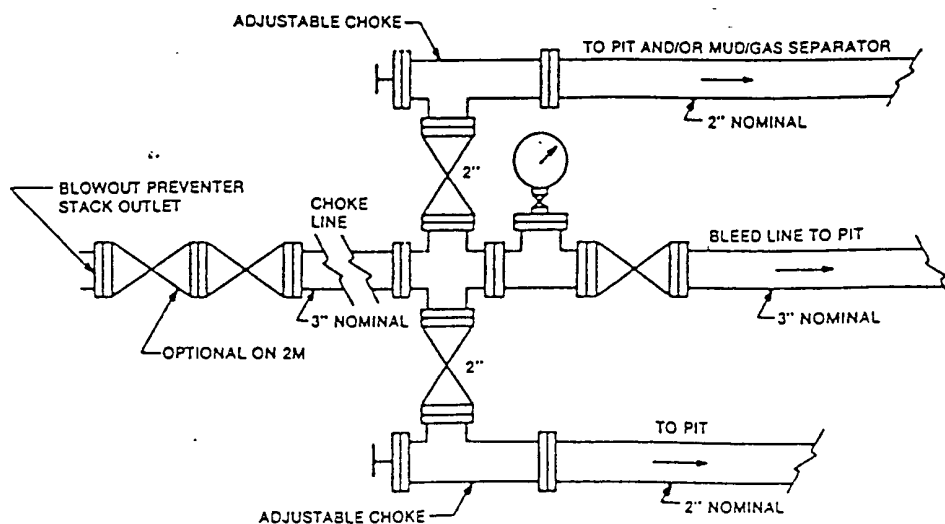 ADJUSTABLE CHOKE
TO PIT AND/OR MUD/GAS SEPARATOR
2" NOMINAL
2"
BLOWOUT PREVENTER
STACK OUTLET
CHOKE
LINE
BLEED LINE TO PIT
3" NOMINAL
3" NOMINAL
OPTIONAL ON 2M
2"
TO PIT
2" NOMINAL
ADJUSTABLE CHOKE